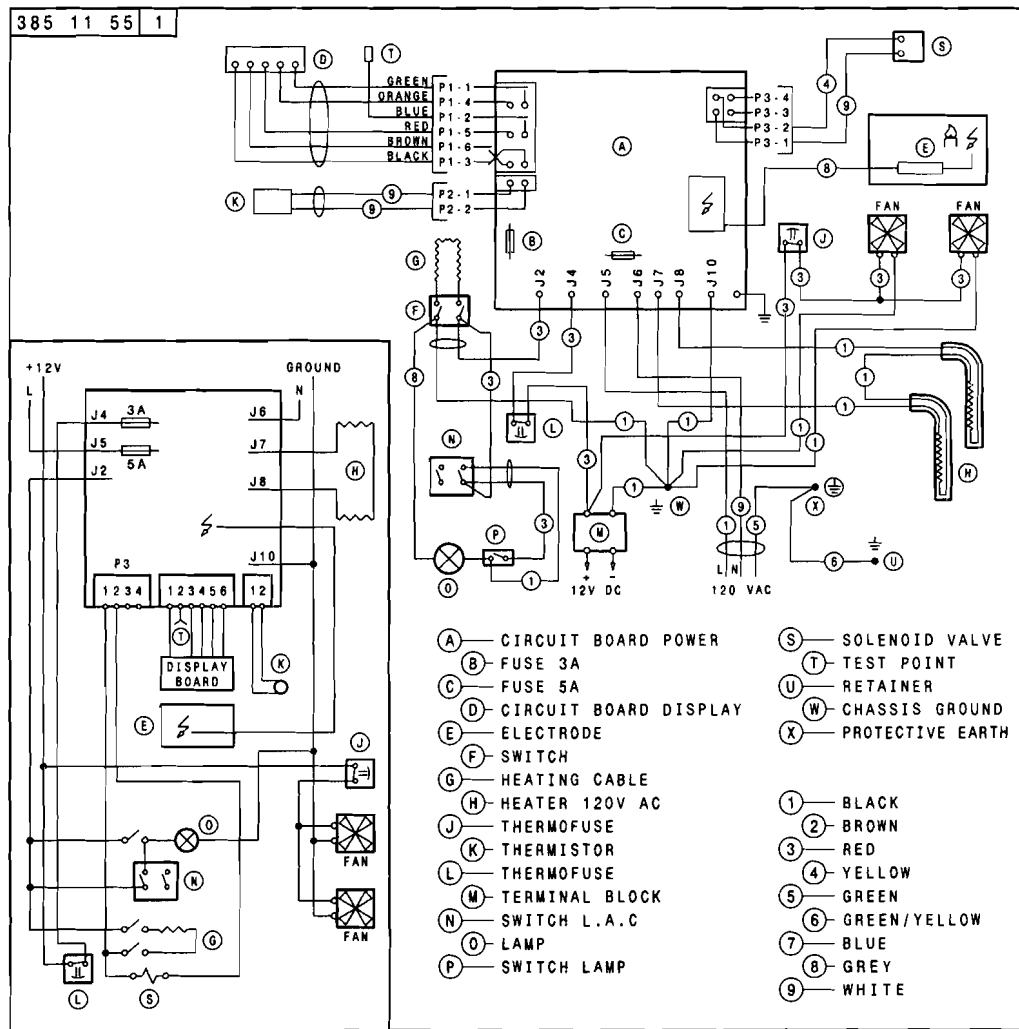 385 11 55 1
D
T
S
GREEN P1-1
ORANGE P1-4
BLUE P1-2
RED P1-5
BROWN P1-6
BLACK P1-3
P3-4
P3-3
P3-2
P3-1
4
9
A
E
8
K
9
9
P2-1
P2-2
B
C
G
F
FAN
FAN
J
3
3
3
3
J2 J4 J5 J6 J7 J8 J10
3
3
8
3
1
1
1
1
L
1
1
1
1
H
N
3
1
W
X
3
P
M
1
9
5
O
1
+ -
12V DC
L N
120 VAC
6
U
+12V
GROUND
L
N
J4 3A
J5
5A
J2
J6
J7
J8
H
J10
P3
1 2 3 4
1 2 3 4 5 6
1 2
T
DISPLAY
BOARD
K
E
J
O
FAN
N
FAN
G
L
S
A CIRCUIT BOARD POWER
B FUSE 3A
C FUSE 5A
D CIRCUIT BOARD DISPLAY
E ELECTRODE
F SWITCH
G HEATING CABLE
H HEATER 120V AC
J THERMOFUSE
K THERMISTOR
L THERMOFUSE
M TERMINAL BLOCK
N SWITCH L.A.C
O LAMP
P SWITCH LAMP
S SOLENOID VALVE
T TEST POINT
U RETAINER
W CHASSIS GROUND
X PROTECTIVE EARTH
1 BLACK
2 BROWN
3 RED
4 YELLOW
5 GREEN
6 GREEN/YELLOW
7 BLUE
8 GREY
9 WHITE